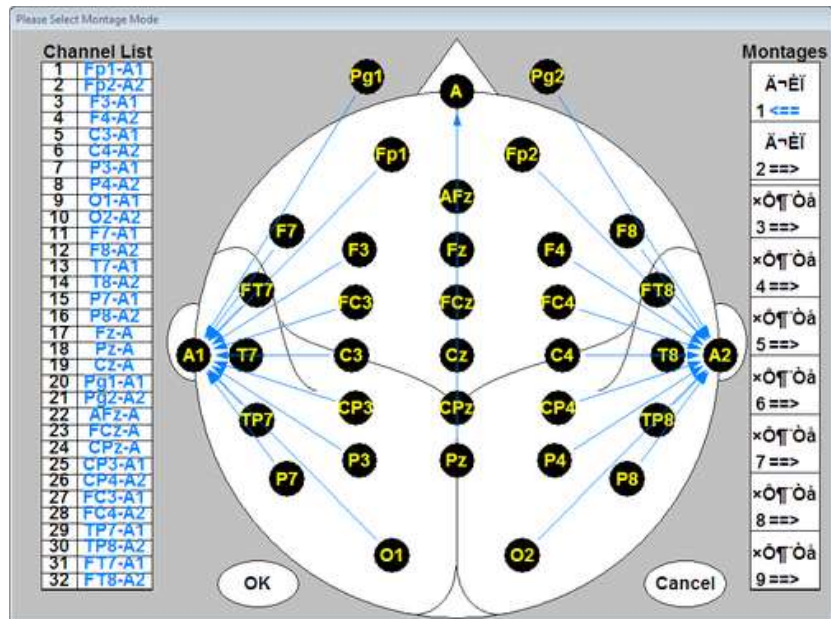 Please Select Montage Mode
Channel List
1 Fp1-A1
2 Fp2-A2
3 F3-A1
4 F4-A2
5 C3-A1
6 C4-A2
7 P3-A1
8 P4-A2
9 O1-A1
10 O2-A2
11 F7-A1
12 F8-A2
13 T7-A1
14 T8-A2
15 P7-A1
16 P8-A2
17 Fz-A
18 Pz-A
19 Cz-A
20 Pg1-A1
21 Pg2-A2
22 AFz-A
23 FCz-A
24 CPz-A
25 CP3-A1
26 CP4-A2
27 FC3-A1
28 FC4-A2
29 TP7-A1
30 TP8-A2
31 FT7-A1
32 FT8-A2
Pg1 A Pg2
Fp1 Fp2
AFz
F7 F3 Fz F4 F8
FT7 FC3 FCz FC4 FT8
A1 T7 C3 Cz C4 T8 A2
TP7 CP3 CPz CP4 TP8
P7 P3 Pz P4 P8
O1 O2
OK
Cancel
Montages
Ä¬ÈÏ
1 <==
Ä¬ÈÏ
2 ==>
×Ô¶¨Òå
3 ==>
×Ô¶¨Òå
4 ==>
×Ô¶¨Òå
5 ==>
×Ô¶¨Òå
6 ==>
×Ô¶¨Òå
7 ==>
×Ô¶¨Òå
8 ==>
×Ô¶¨Òå
9 ==>